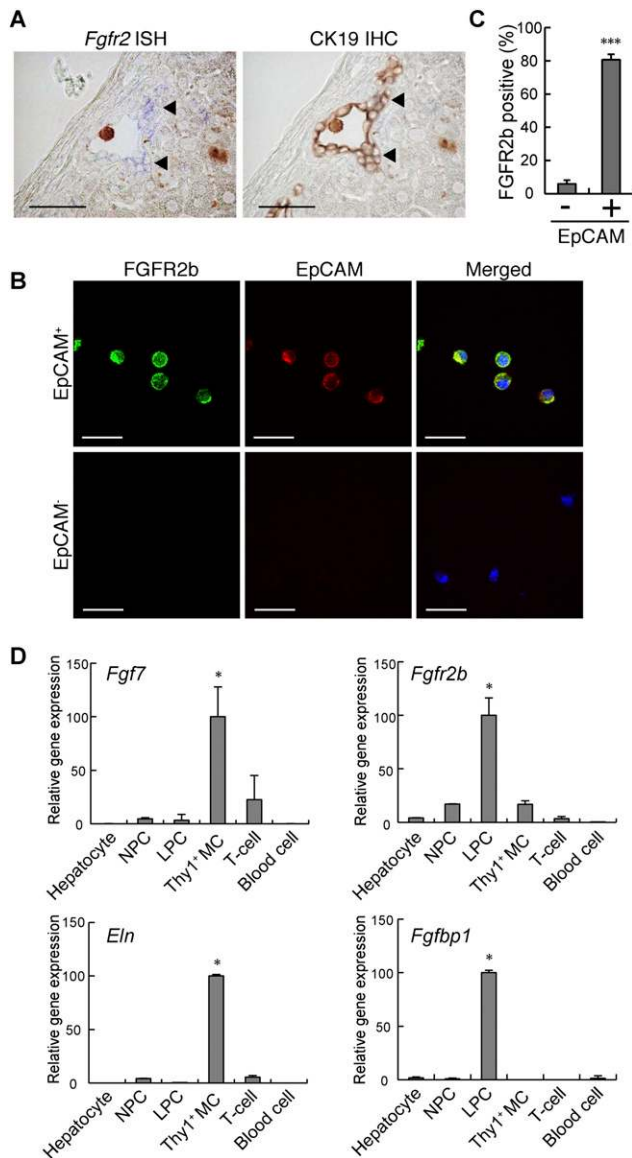 A
Fgfr2 ISH
CK19 IHC
C
FGFR2b positive (%)
100
80
60
40
20
0
***
- +
EpCAM
B
FGFR2b
EpCAM
Merged
EpCAM+
EpCAM-
D
Fgf7
Relative gene expression
150
100
50
*
Hepatocyte
NPC
LPC
Thy1+ MC
T-cell
Blood cell
Fgfr2b
Relative gene expression
150
100
50
*
Hepatocyte
NPC
LPC
Thy1+ MC
T-cell
Blood cell
Eln
Relative gene expression
150
100
50
*
Hepatocyte
NPC
LPC
Thy1+ MC
T-cell
Blood cell
Fgfbp1
Relative gene expression
150
100
50
*
Hepatocyte
NPC
LPC
Thy1+ MC
T-cell
Blood cell